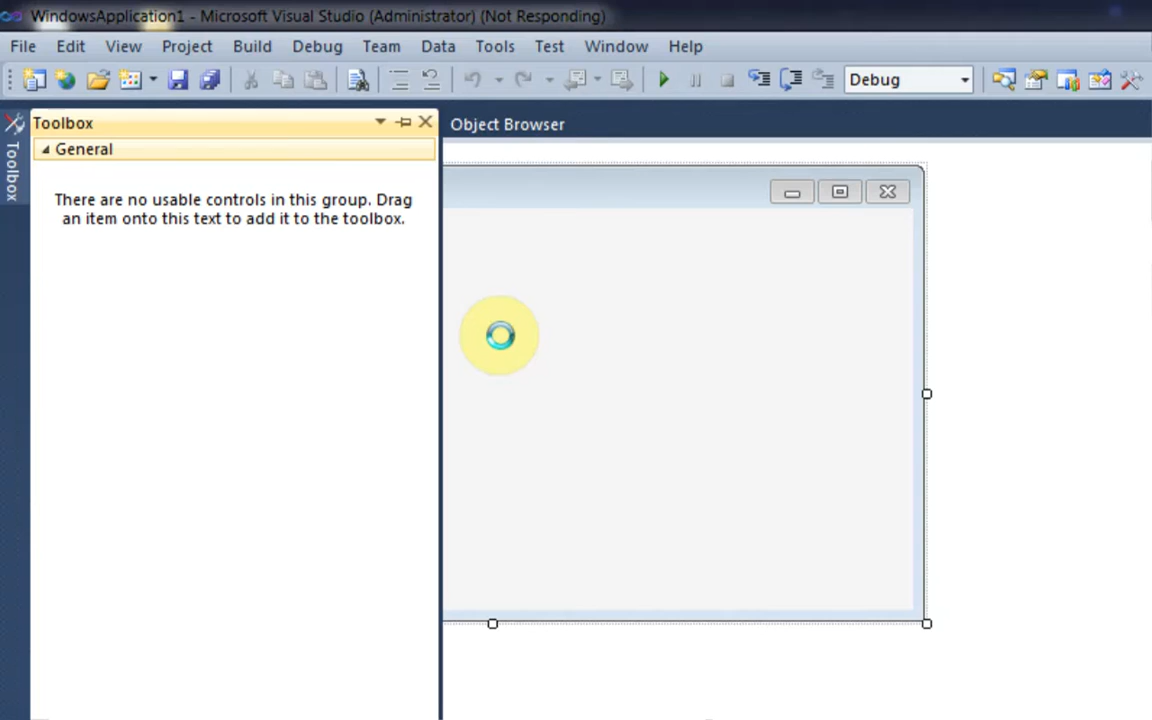 WindowsApplication1 - Microsoft Visual Studio (Administrator) (Not Responding)
File Edit View Project Build Debug Team Data Tools Test Window Help
Debug
Toolbox
Toolbox
Object Browser
General
There are no usable controls in this group. Drag
an item onto this text to add it to the toolbox.